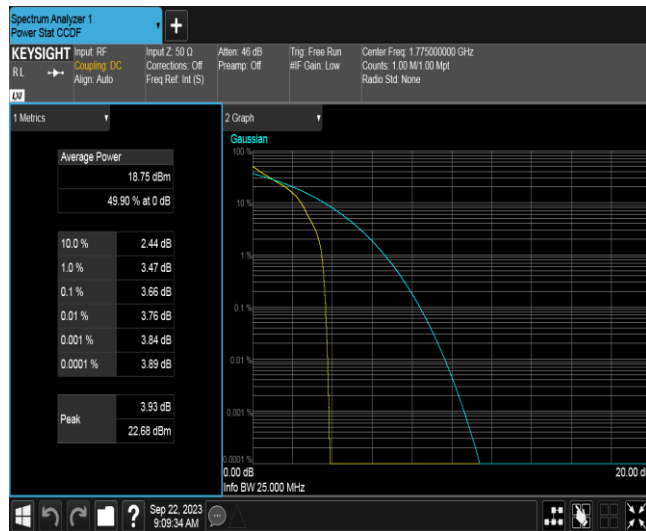 Spectrum Analyzer 1
Power Stat CCDF
+
KEYSIGHT
RL
LXI
Input: RF
Coupling: DC
Align: Auto
Input Z: 50 Ω
Corrections: Off
Freq Ref: Int (S)
Atten: 46 dB
Preamp: Off
Trig: Free Run
#IF Gain: Low
Center Freq: 1.775000000 GHz
Counts: 1.00 M/1.00 Mpt
Radio Std: None
1 Metrics
Average Power
18.75 dBm
49.90 % at 0 dB
10.0 % 2.44 dB
1.0 % 3.47 dB
0.1 % 3.66 dB
0.01 % 3.76 dB
0.001 % 3.84 dB
0.0001 % 3.89 dB
Peak
3.93 dB
22.68 dBm
2 Graph
Gaussian
100 %
10 %
1 %
0.1 %
0.01 %
0.001 %
0.0001 %
0.00 dB
20.00 d
Info BW 25.000 MHz
?
Sep 22, 2023
9:09:34 AM